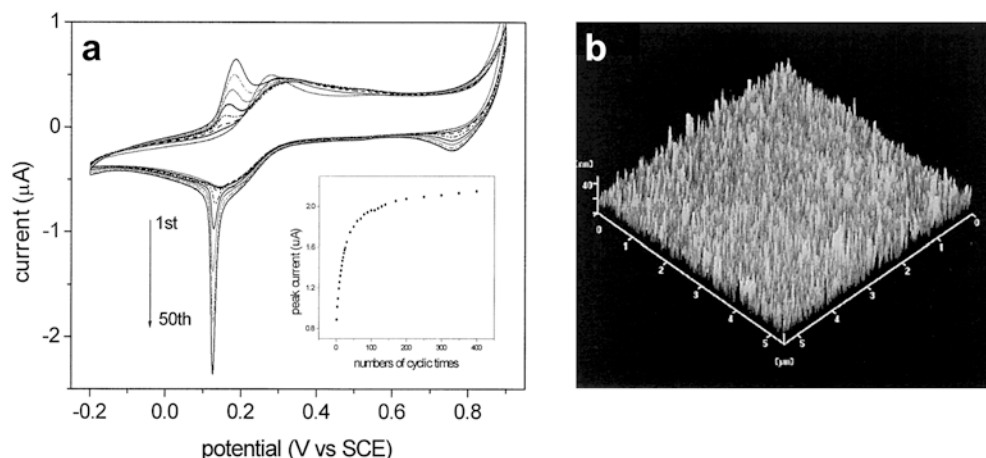 a
1
0
-1
-2
current (μA)
1st
50th
-0.2 0.0 0.2 0.4 0.6 0.8
potential (V vs SCE)
2.0
1.6
1.2
0.8
peak current (μA)
0 100 200 300 400
numbers of cyclic times
b
40
0
1
2
3
4
5
[μm]
5
4
3
2
1
0